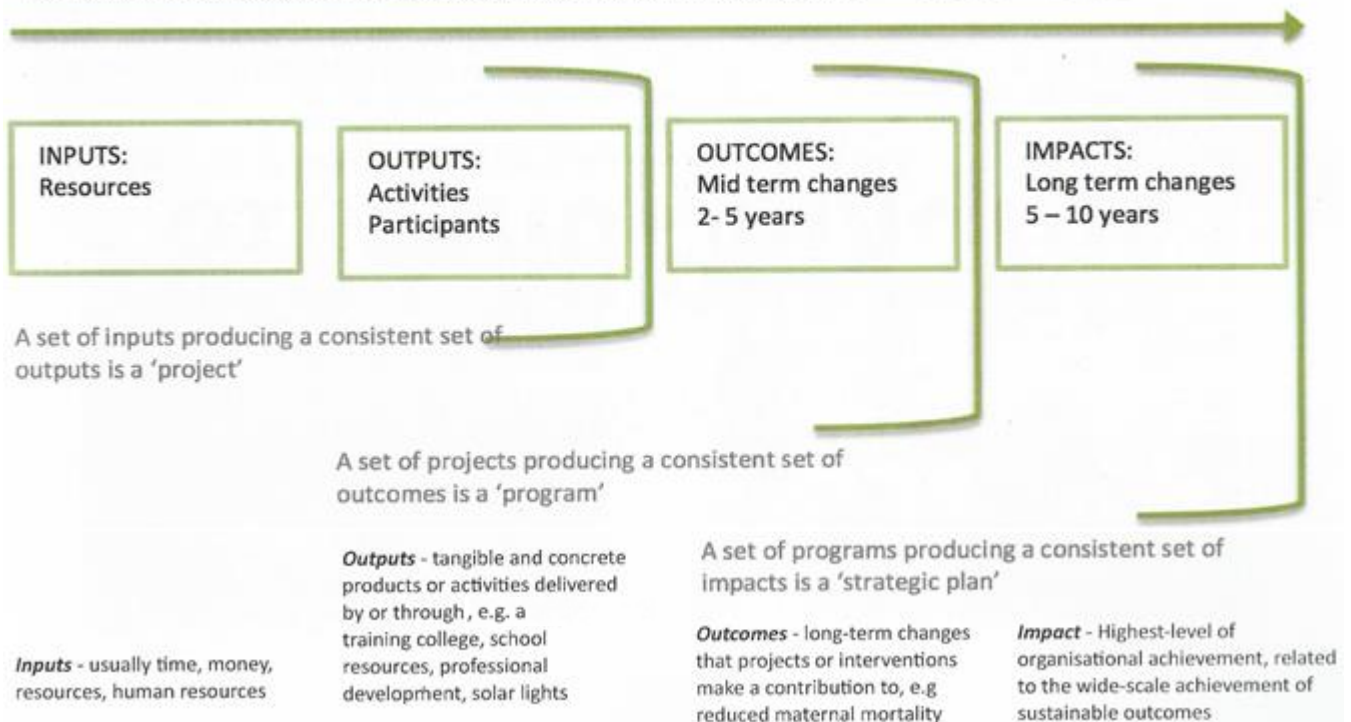 INPUTS:
Resources
OUTPUTS:
Activities
Participants
OUTCOMES:
Mid term changes
2- 5 years
IMPACTS:
Long term changes
5 – 10 years
A set of inputs producing a consistent set of
outputs is a ‘project’
A set of projects producing a consistent set of
outcomes is a ‘program’
A set of programs producing a consistent set of
impacts is a ‘strategic plan’
Inputs - usually time, money,
resources, human resources
Outputs - tangible and concrete
products or activities delivered
by or through, e.g. a
training college, school
resources, professional
development, solar lights
Outcomes - long-term changes
that projects or interventions
make a contribution to, e.g
reduced maternal mortality
Impact - Highest-level of
organisational achievement, related
to the wide-scale achievement of
sustainable outcomes